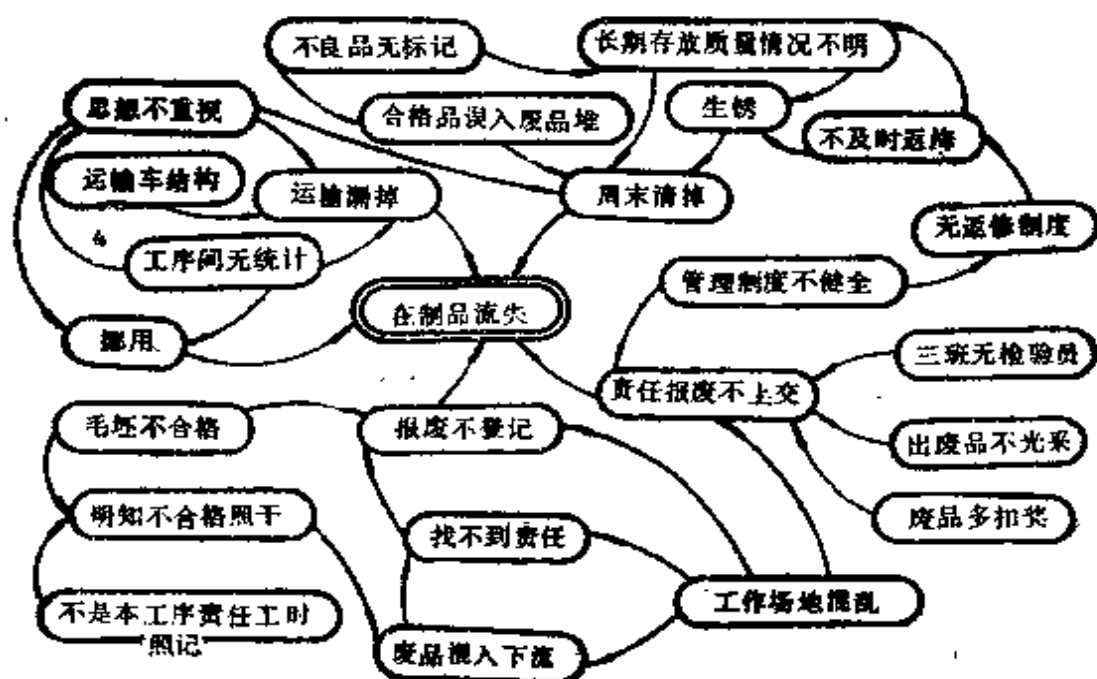 不良品无标记
长期存放质量情况不明
思想不重视
合格品误入废品堆
生锈
不及时返修
运输车结构
运输漏掉
周末清掉
无返修制度
工序间无统计
管理制度不健全
在制品流失
挪用
三班无检验员
责任报废不上交
毛坯不合格
报废不登记
出废品不光采
明知不合格照干
废品多扣奖
找不到责任
工作场地混乱
不是本工序责任工时
照记
废品混入下流